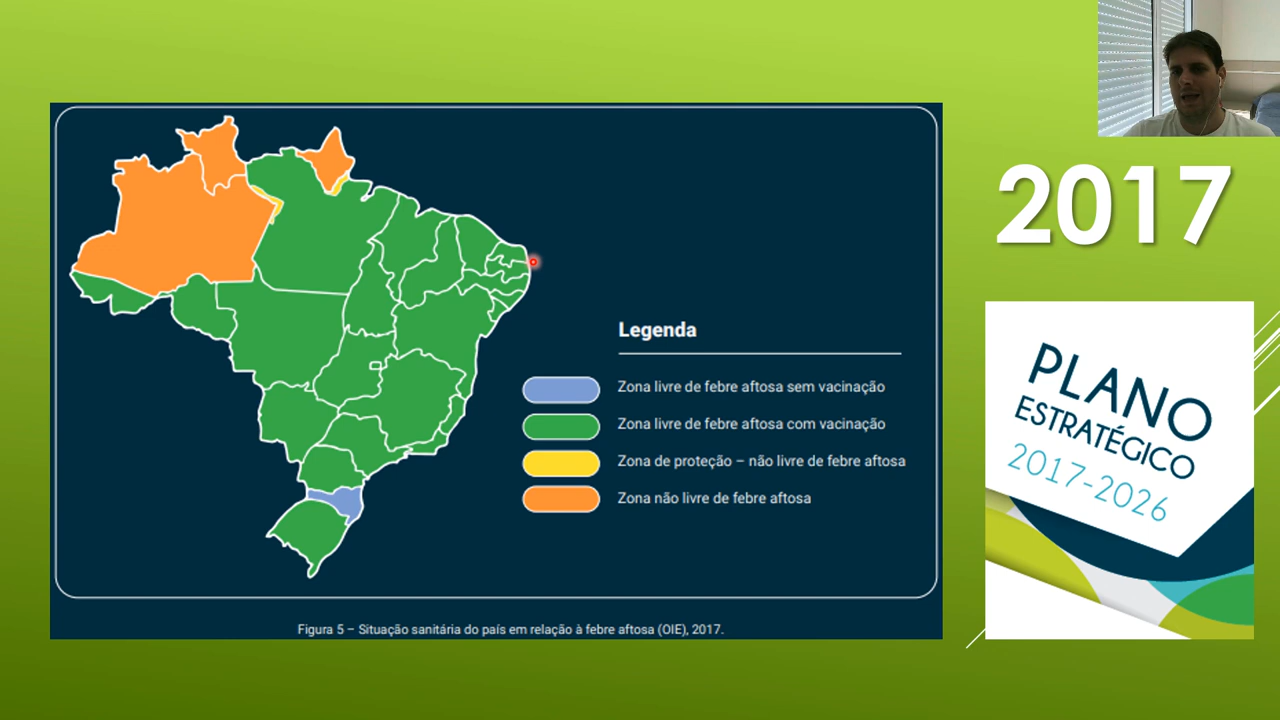 2017
Legenda
Zona livre de febre aftosa sem vacinação
Zona livre de febre aftosa com vacinação
Zona de proteção – não livre de febre aftosa
Zona não livre de febre aftosa
Figura 5 – Situação sanitária do país em relação à febre aftosa (OIE), 2017.
PLANO
ESTRATÉGICO
2017-2026